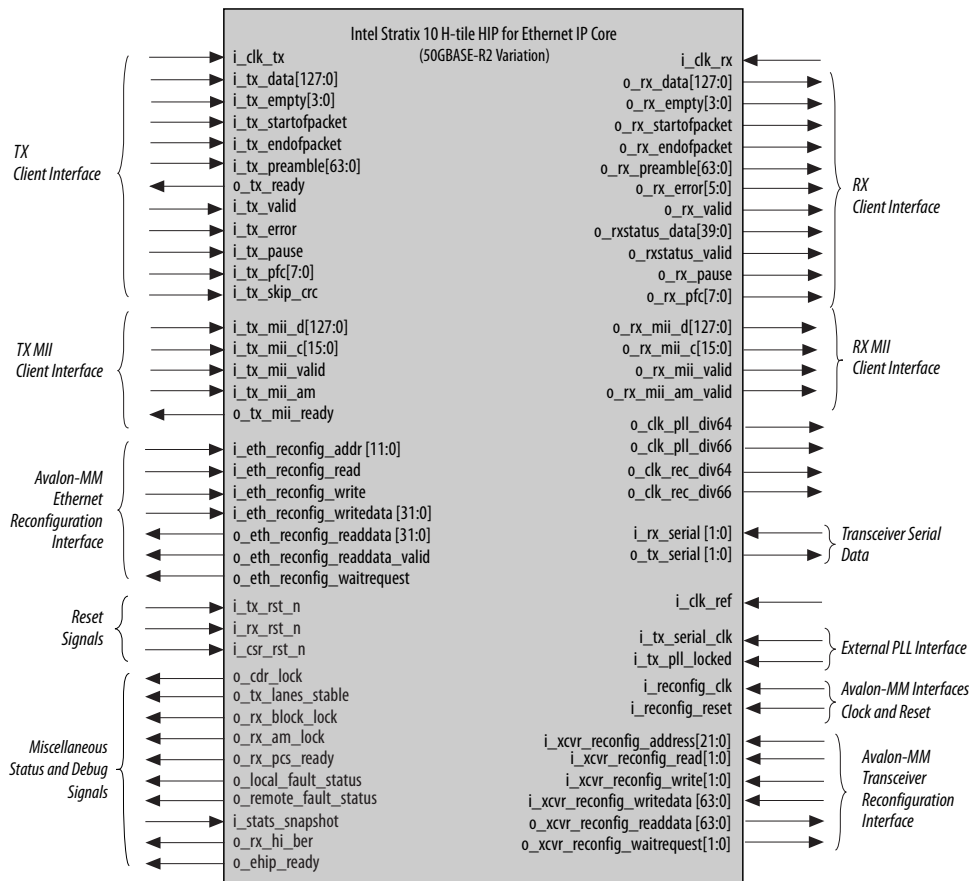 Intel Stratix 10 H-tile HIP for Ethernet IP Core
(50GBASE-R2 Variation)
TX
Client Interface
i_clk_tx
i_tx_data[127:0]
i_tx_empty[3:0]
i_tx_startofpacket
i_tx_endofpacket
i_tx_preamble[63:0]
o_tx_ready
i_tx_valid
i_tx_error
i_tx_pause
i_tx_pfc[7:0]
i_tx_skip_crc
TX MII
Client Interface
i_tx_mii_d[127:0]
i_tx_mii_c[15:0]
i_tx_mii_valid
i_tx_mii_am
o_tx_mii_ready
Avalon-MM
Ethernet
Reconfiguration
Interface
i_eth_reconfig_addr [11:0]
i_eth_reconfig_read
i_eth_reconfig_write
i_eth_reconfig_writedata [31:0]
o_eth_reconfig_readdata [31:0]
o_eth_reconfig_readdata_valid
o_eth_reconfig_waitrequest
Reset
Signals
i_tx_rst_n
i_rx_rst_n
i_csr_rst_n
Miscellaneous
Status and Debug
Signals
o_cdr_lock
o_tx_lanes_stable
o_rx_block_lock
o_rx_am_lock
o_rx_pcs_ready
o_local_fault_status
o_remote_fault_status
i_stats_snapshot
o_rx_hi_ber
o_ehip_ready
i_clk_rx
o_rx_data[127:0]
o_rx_empty[3:0]
o_rx_startofpacket
o_rx_endofpacket
o_rx_preamble[63:0]
o_rx_error[5:0]
o_rx_valid
o_rxstatus_data[39:0]
o_rxstatus_valid
o_rx_pause
o_rx_pfc[7:0]
RX
Client Interface
o_rx_mii_d[127:0]
o_rx_mii_c[15:0]
o_rx_mii_valid
o_rx_mii_am_valid
RX MII
Client Interface
o_clk_pll_div64
o_clk_pll_div66
o_clk_rec_div64
o_clk_rec_div66
i_rx_serial [1:0]
o_tx_serial [1:0]
Transceiver Serial
Data
i_clk_ref
i_tx_serial_clk
i_tx_pll_locked
External PLL Interface
i_reconfig_clk
i_reconfig_reset
Avalon-MM Interfaces
Clock and Reset
i_xcvr_reconfig_address[21:0]
i_xcvr_reconfig_read[1:0]
i_xcvr_reconfig_write[1:0]
i_xcvr_reconfig_writedata [63:0]
o_xcvr_reconfig_readdata [63:0]
o_xcvr_reconfig_waitrequest[1:0]
Avalon-MM
Transceiver
Reconfiguration
Interface